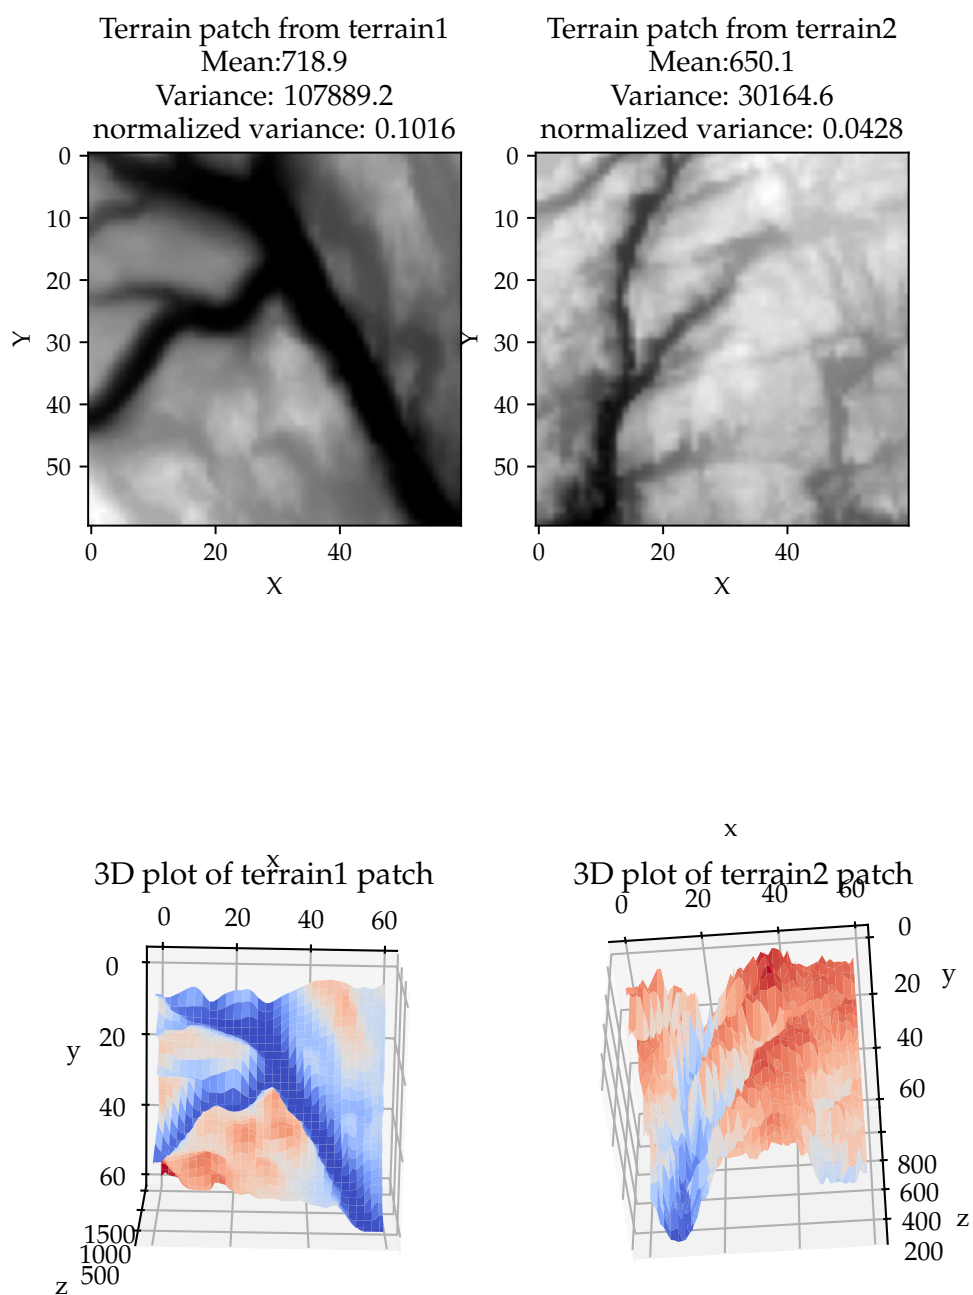 Terrain patch from terrain1
Mean:718.9
Variance: 107889.2
normalized variance: 0.1016
0
10
20
30
40
50
Y
0
20
40
X
Terrain patch from terrain2
Mean:650.1
Variance: 30164.6
normalized variance: 0.0428
0
10
20
30
40
50
Y
0
20
40
X
x
3D plot of terrain1 patch
0
20
40
60
0
20
40
60
y
1500
1000
500
z
x
3D plot of terrain2 patch
0
20
40
60
0
20
40
60
y
800
600
400
200
z